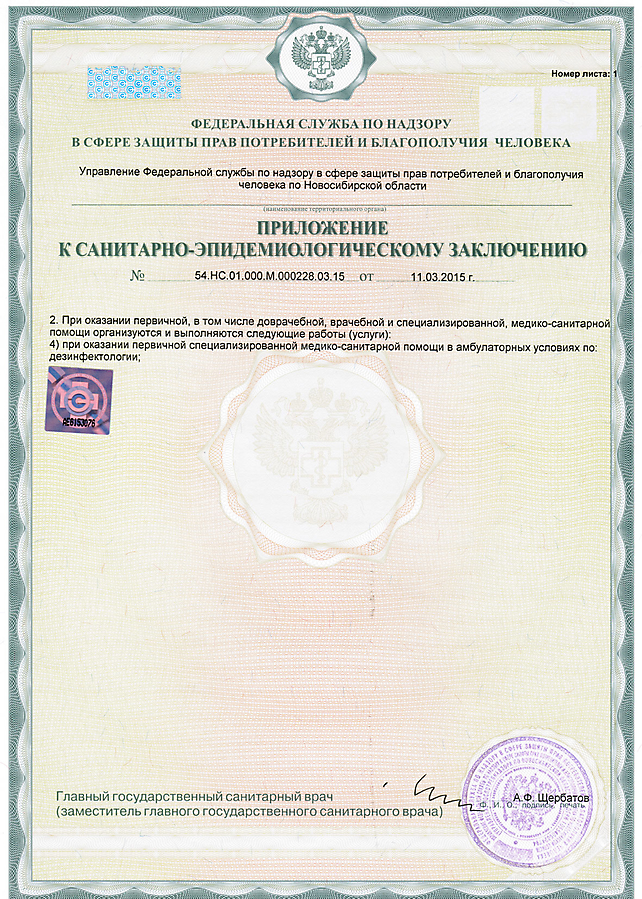 Номер листа: 1
ФЕДЕРАЛЬНАЯ СЛУЖБА ПО НАДЗОРУ
В СФЕРЕ ЗАЩИТЫ ПРАВ ПОТРЕБИТЕЛЕЙ И БЛАГОПОЛУЧИЯ ЧЕЛОВЕКА
Управление Федеральной службы по надзору в сфере защиты прав потребителей и благополучия
человека по Новосибирской области
(наименование территориального органа)
ПРИЛОЖЕНИЕ
К САНИТАРНО-ЭПИДЕМИОЛОГИЧЕСКОМУ ЗАКЛЮЧЕНИЮ
№ 54.НС.01.000.М.000228.03.15 от 11.03.2015 г.
2. При оказании первичной, в том числе доврачебной, врачебной и специализированной, медико-санитарной
помощи организуются и выполняются следующие работы (услуги):
4) при оказании первичной специализированной медико-санитарной помощи в амбулаторных условиях по:
дезинфектологии;
АЕ6153076
Главный государственный санитарный врач
(заместитель главного государственного санитарного врача)
А.Ф. Щербатов
Ф., И., О., подпись, печать